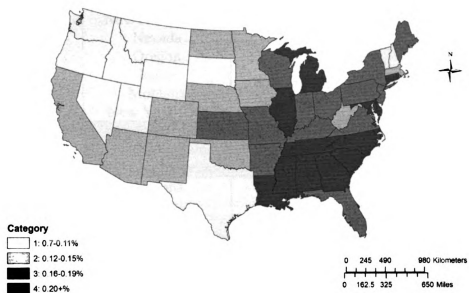 N
Category
1: 0.7-0.11%
2: 0.12-0.15%
3: 0.16-0.19%
4: 0.20+%
0 245 490 980 Kilometers
0 162.5 325 650 Miles